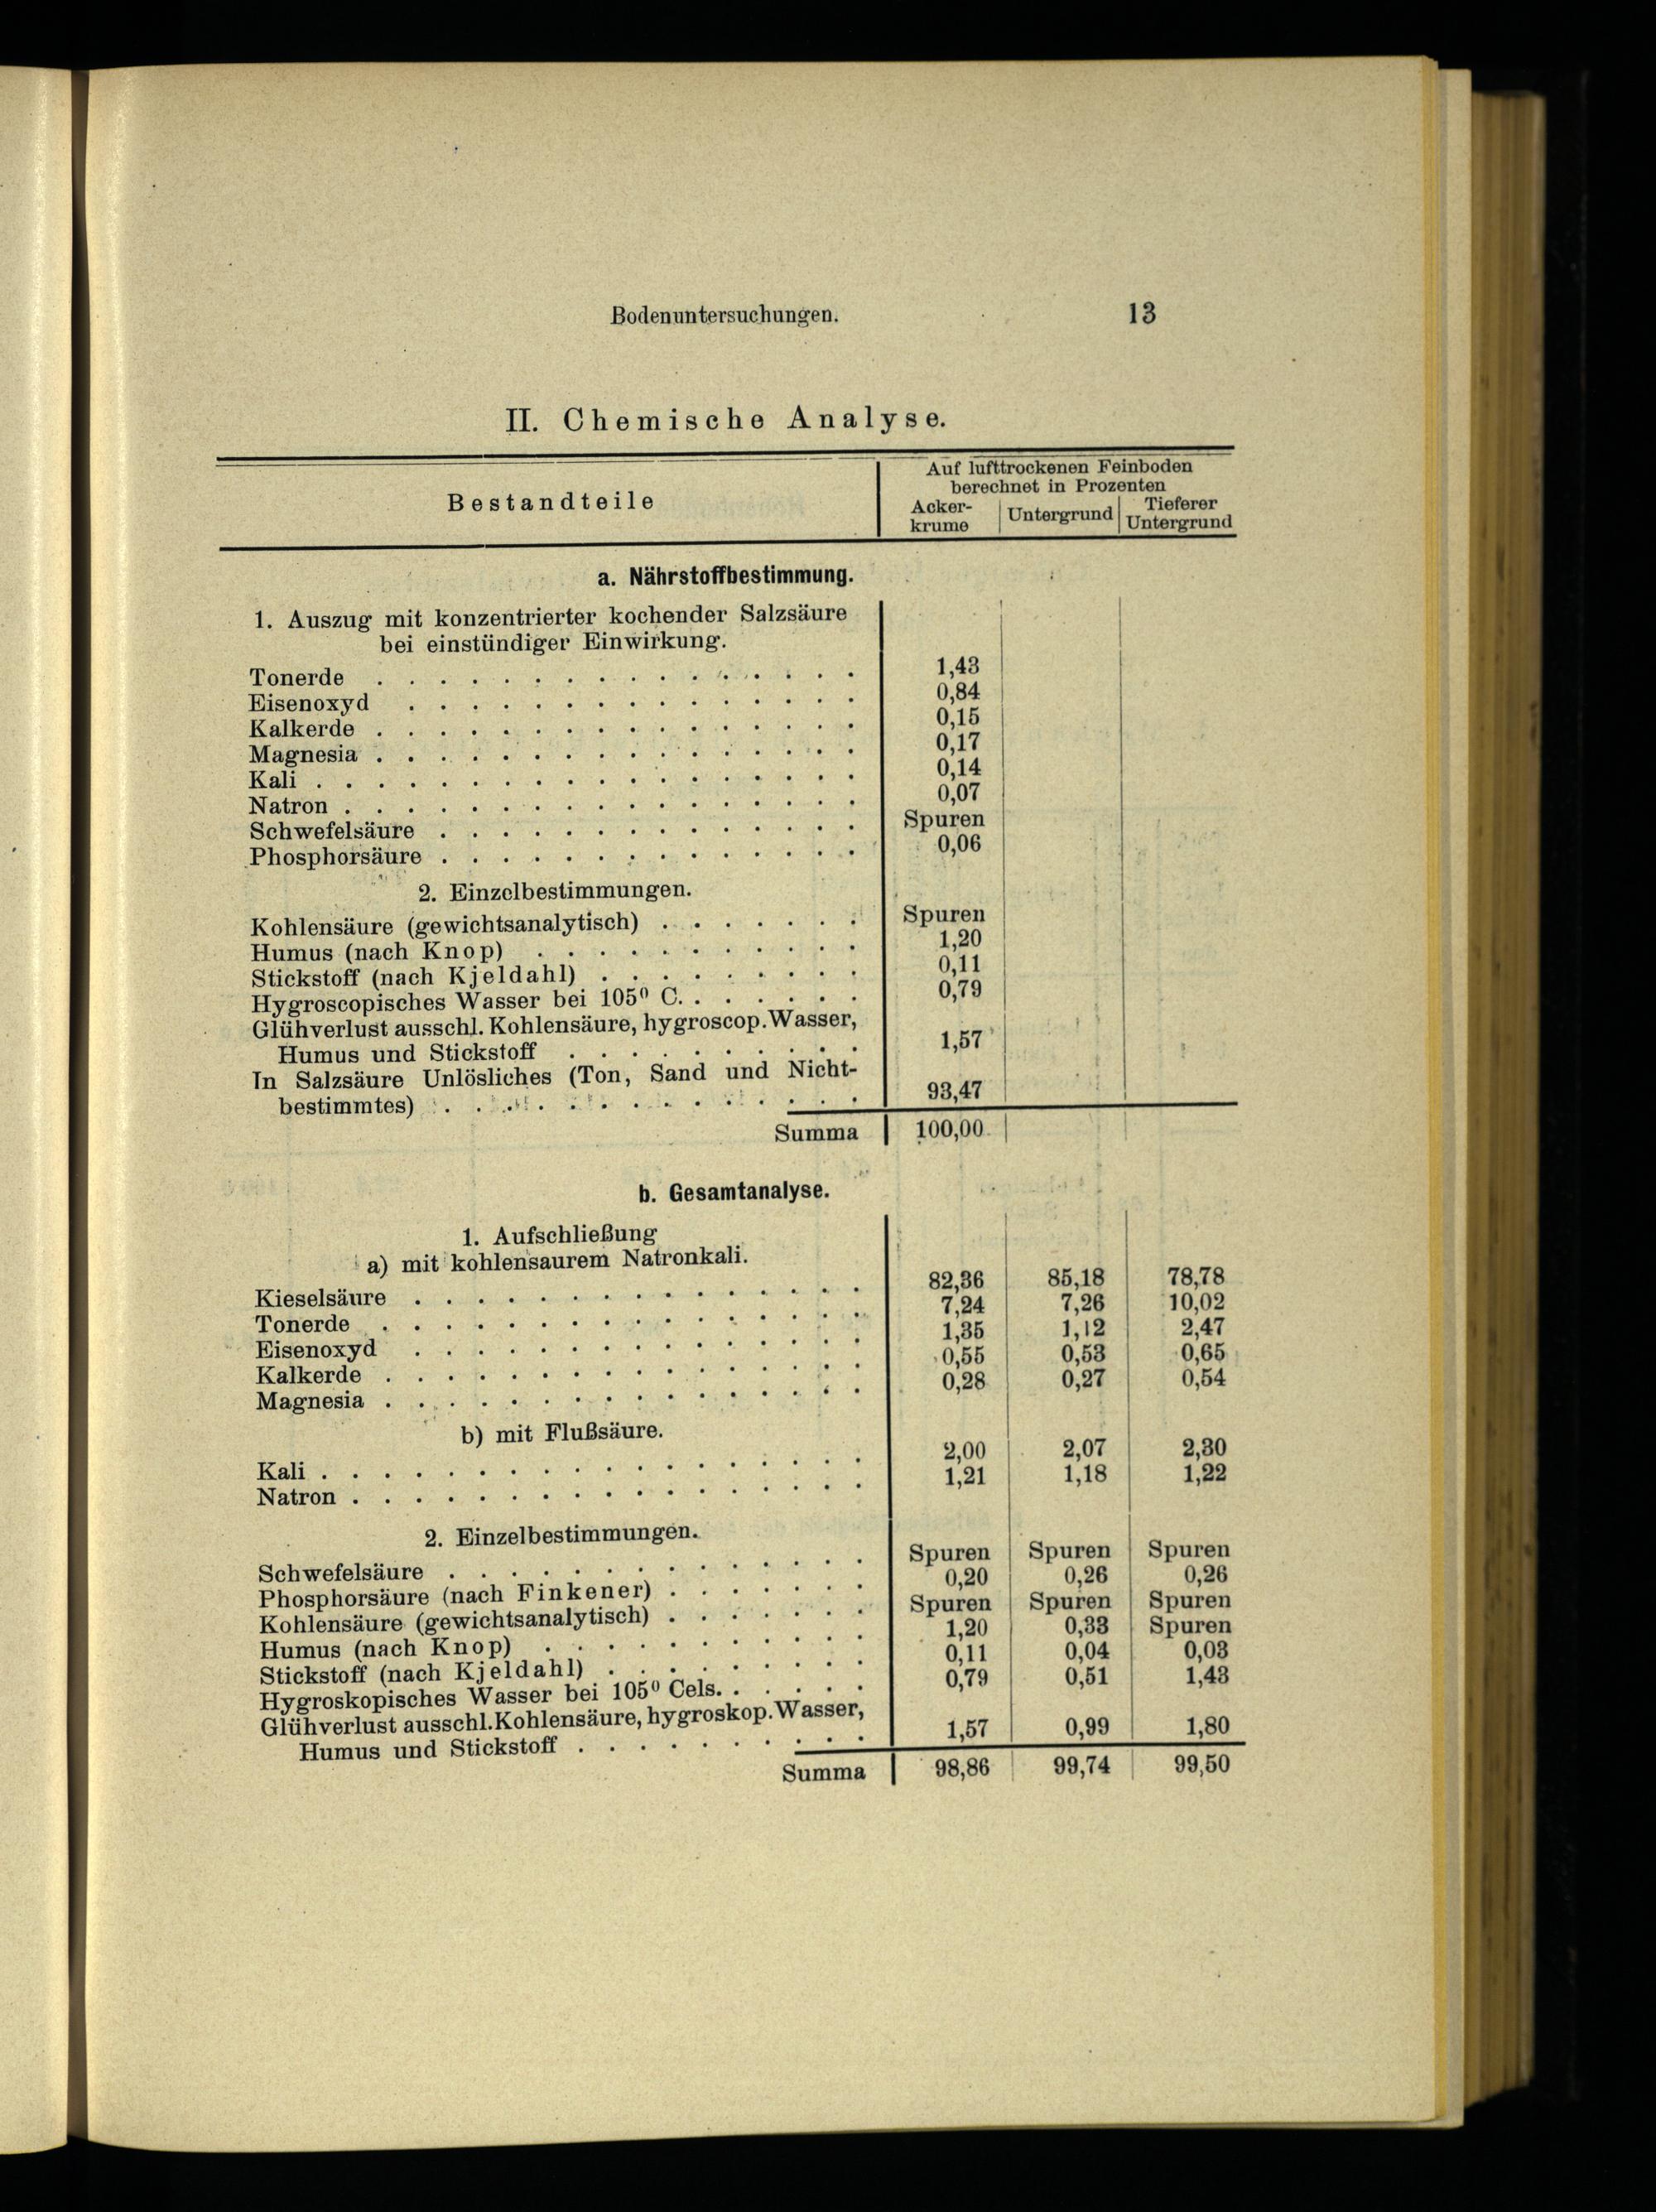 Bodenuntersuchungen. 13
II. Chemische Analyse.
Bestandteile
Auf lufttrockenen Feinboden
berechnet in Prozenten
Acker-
krume
Untergrund
Tieferer
Untergrund
a. Nährstoffbestimmung.
1. Auszug mit konzentrierter kochender Salzsäure
bei einstündiger Einwirkung.
Tonerde . . . . . . . . . . . . . . . . 1,43
Eisenoxyd . . . . . . . . . . . . . . . 0,84
Kalkerde . . . . . . . . . . . . . . . . 0,15
Magnesia . . . . . . . . . . . . . . . . 0,17
Kali . . . . . . . . . . . . . . . . . . 0,14
Natron . . . . . . . . . . . . . . . . . 0,07
Schwefelsäure . . . . . . . . . . . . . . Spuren
Phosphorsäure . . . . . . . . . . . . . . 0,06
2. Einzelbestimmungen.
Kohlensäure (gewichtsanalytisch) . . . . . . . Spuren
Humus (nach Knop) . . . . . . . . . . . 1,20
Stickstoff (nach Kjeldahl) . . . . . . . . . 0,11
Hygroscopisches Wasser bei 105⁰ C. . . . . . . 0,79
Glühverlust ausschl. Kohlensäure, hygroscop. Wasser,
Humus und Stickstoff . . . . . . . . . . 1,57
In Salzsäure Unlösliches (Ton, Sand und Nicht-
bestimmtes) . . . . . . . . . . . . . . 93,47
Summa 100,00
b. Gesamtanalyse.
1. Aufschließung
a) mit kohlensaurem Natronkali.
Kieselsäure . . . . . . . . . . . . . . . 82,36 85,18 78,78
Tonerde . . . . . . . . . . . . . . . . 7,24 7,26 10,02
Eisenoxyd . . . . . . . . . . . . . . . 1,35 1,12 2,47
Kalkerde . . . . . . . . . . . . . . . . 0,55 0,53 0,65
Magnesia . . . . . . . . . . . . . . . . 0,28 0,27 0,54
b) mit Flußsäure.
Kali . . . . . . . . . . . . . . . . . . 2,00 2,07 2,30
Natron . . . . . . . . . . . . . . . . . 1,21 1,18 1,22
2. Einzelbestimmungen.
Schwefelsäure . . . . . . . . . . . . . . Spuren Spuren Spuren
Phosphorsäure (nach Finkener) . . . . . . . 0,20 0,26 0,26
Kohlensäure (gewichtsanalytisch) . . . . . . . Spuren Spuren Spuren
Humus (nach Knop) . . . . . . . . . . . 1,20 0,33 Spuren
Stickstoff (nach Kjeldahl) . . . . . . . . . 0,11 0,04 0,03
Hygroskopisches Wasser bei 105⁰ Cels. . . . . . 0,79 0,51 1,43
Glühverlust ausschl. Kohlensäure, hygroskop. Wasser,
Humus und Stickstoff . . . . . . . . . . 1,57 0,99 1,80
Summa 98,86 99,74 99,50